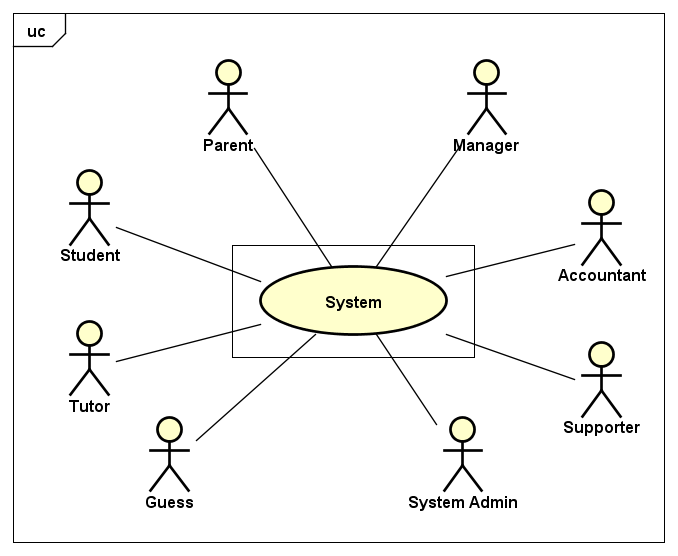 uc
Parent
Manager
Student
Accountant
System
Tutor
Supporter
Guess
System Admin